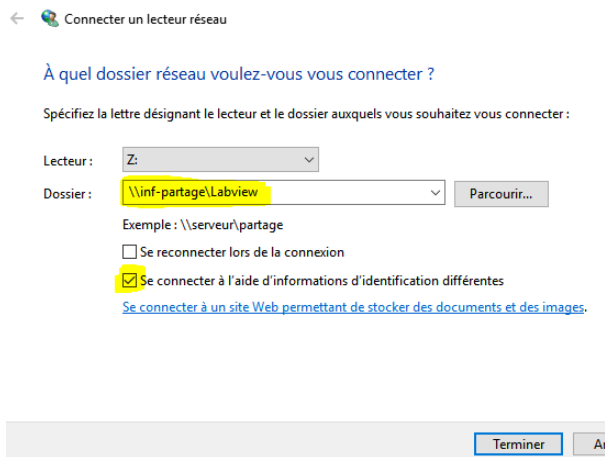 Connecter un lecteur réseau
À quel dossier réseau voulez-vous vous connecter ?
Spécifiez la lettre désignant le lecteur et le dossier auxquels vous souhaitez vous connecter :
Lecteur : Z:
Dossier : \\inf-partage\Labview Parcourir...
Exemple : \\serveur\partage
Se reconnecter lors de la connexion
Se connecter à l'aide d'informations d'identification différentes
Se connecter à un site Web permettant de stocker des documents et des images.
Terminer